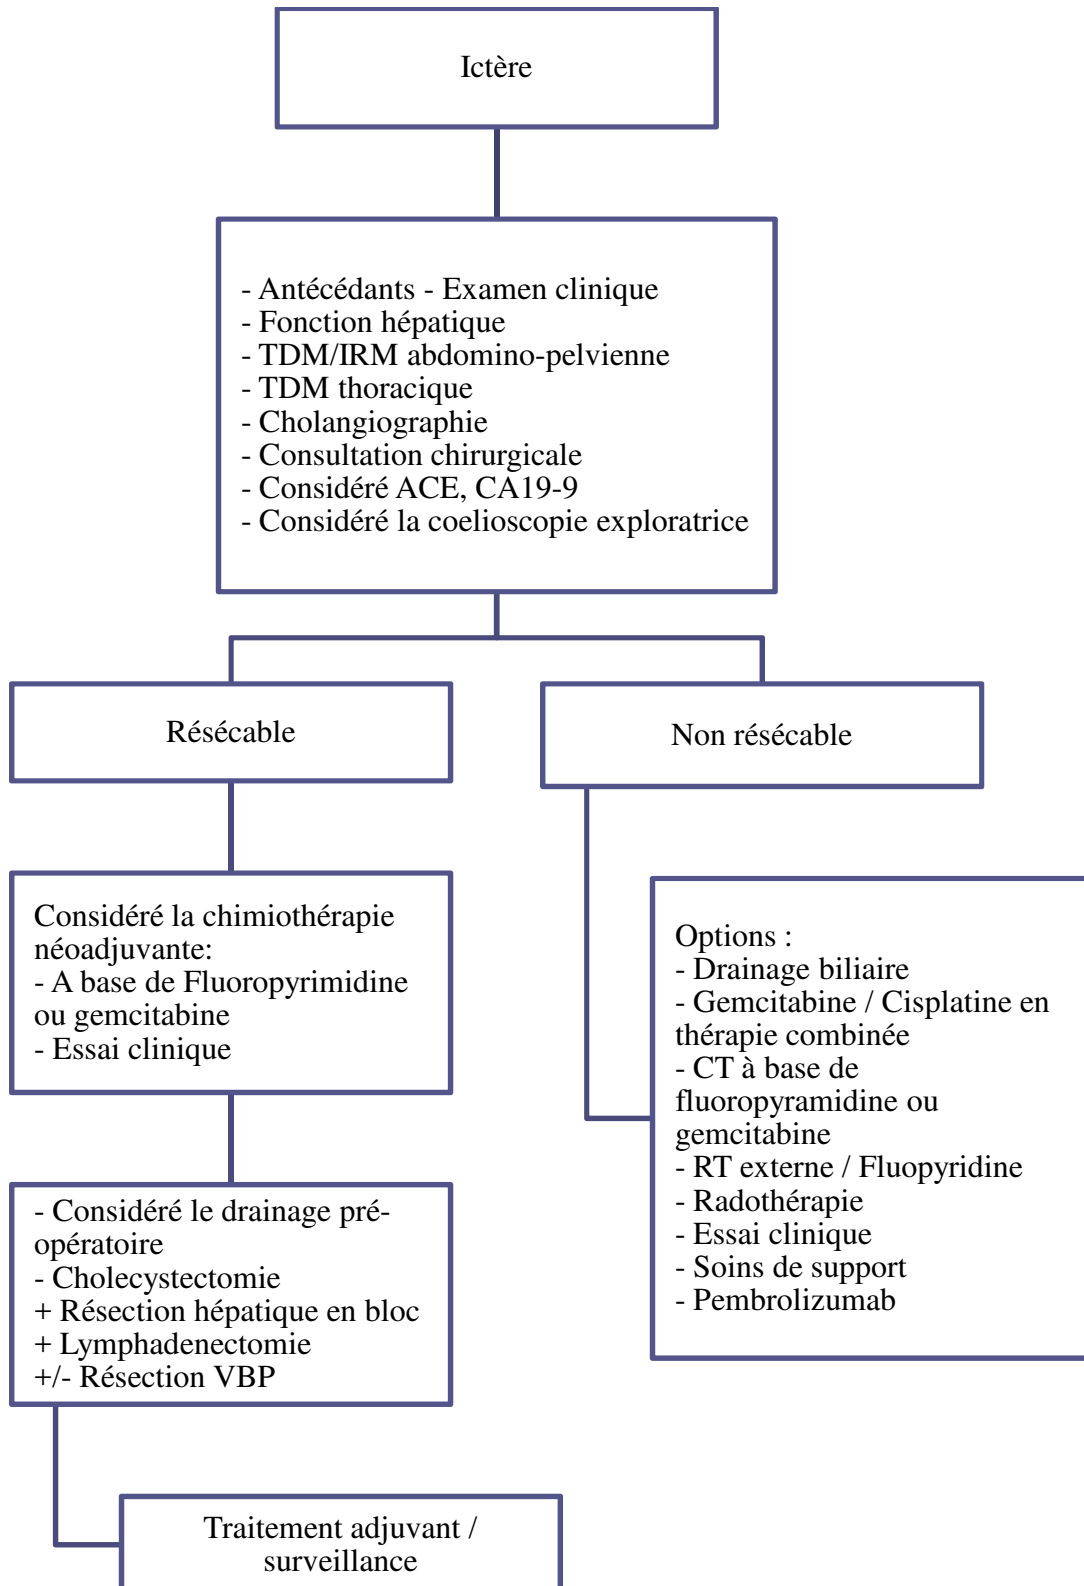 Ictère
- Antécédants - Examen clinique
- Fonction hépatique
- TDM/IRM abdomino-pelvienne
- TDM thoracique
- Cholangiographie
- Consultation chirurgicale
- Considéré ACE, CA19-9
- Considéré la coelioscopie exploratrice
Résécable
Non résécable
Considéré la chimiothérapie
néoadjuvante:
- A base de Fluoropyrimidine
ou gemcitabine
- Essai clinique
Options :
- Drainage biliaire
- Gemcitabine / Cisplatine en
thérapie combinée
- CT à base de
fluoropyramidine ou
gemcitabine
- RT externe / Fluopyridine
- Radothérapie
- Essai clinique
- Soins de support
- Pembrolizumab
- Considéré le drainage pré-
opératoire
- Cholecystectomie
+ Résection hépatique en bloc
+ Lymphadenectomie
+/- Résection VBP
Traitement adjuvant /
surveillance